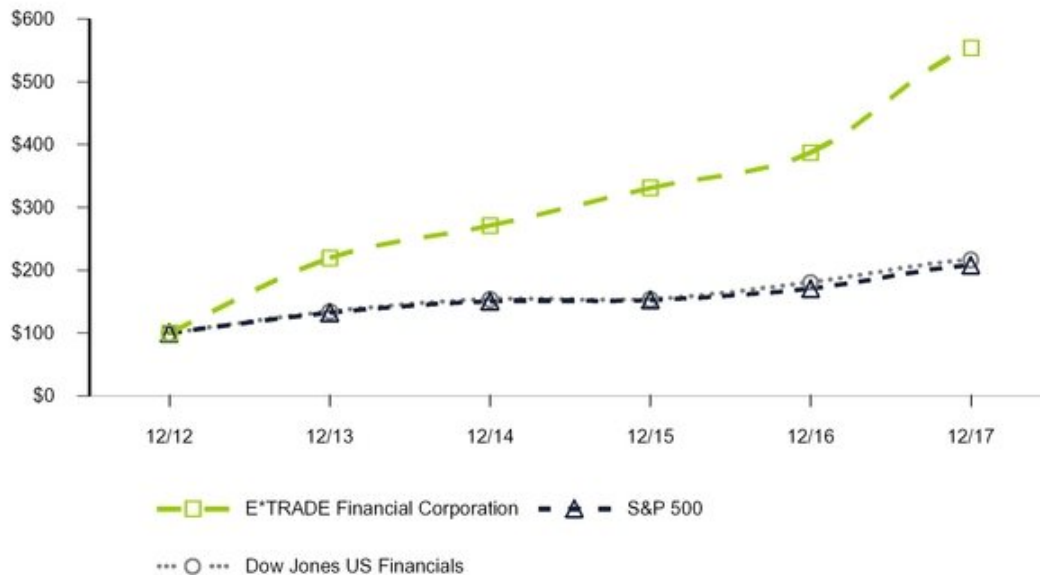 $600
$500
$400
$300
$200
$100
$0
12/12 12/13 12/14 12/15 12/16 12/17
E*TRADE Financial Corporation S&P 500
Dow Jones US Financials